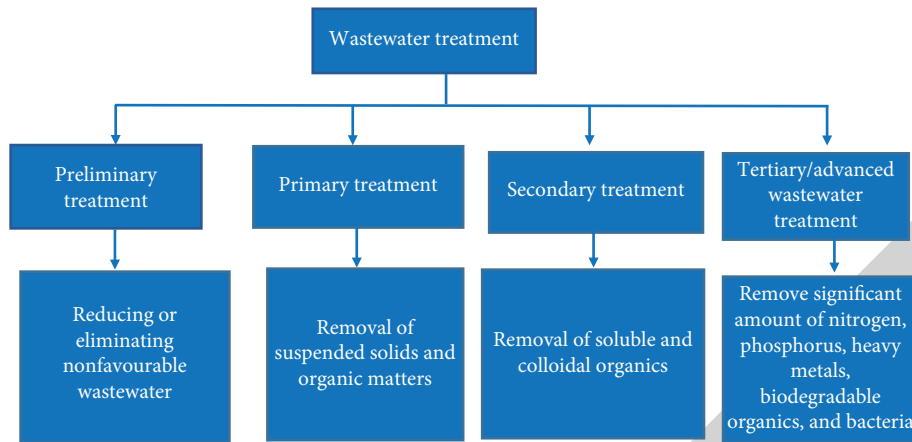 Wastewater treatment
Preliminary
treatment
Primary treatment
Secondary treatment
Tertiary/advanced
wastewater
treatment
Reducing or
eliminating
nonfavourable
wastewater
Removal of
suspended solids and
organic matters
Removal of soluble and
colloidal organics
Remove significant
amount of nitrogen,
phosphorus, heavy
metals,
biodegradable
organics, and bacteria